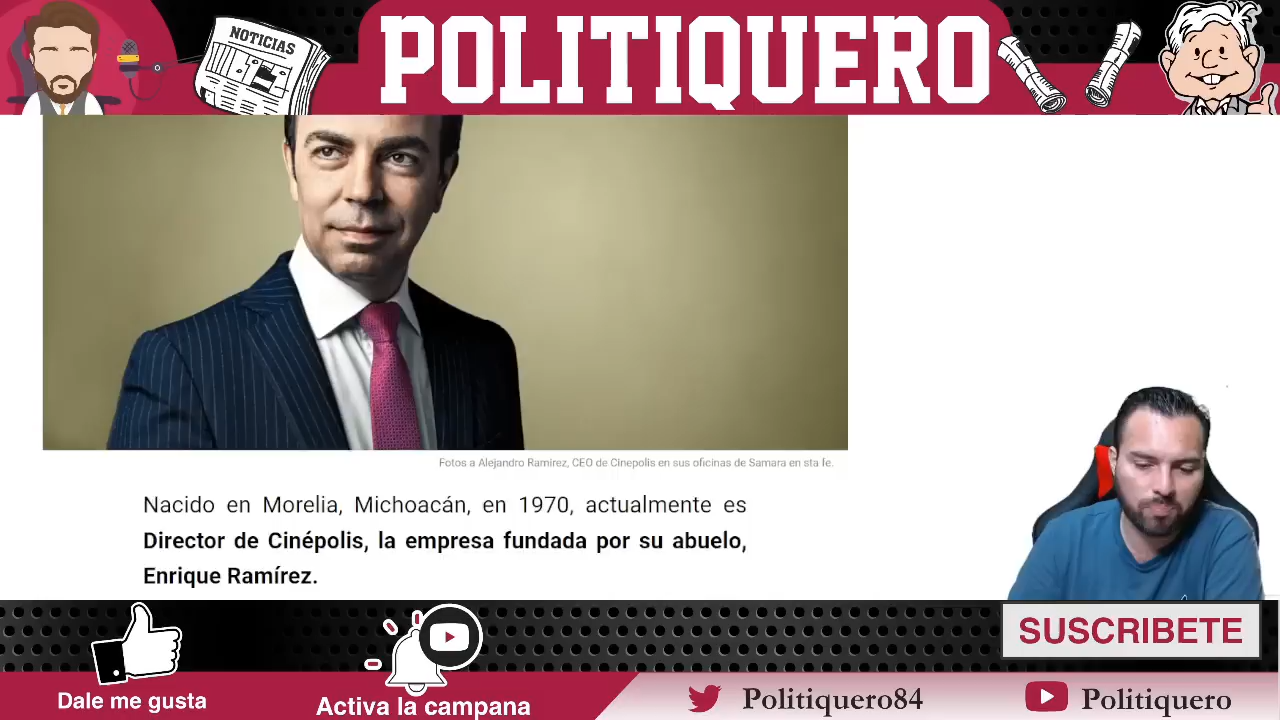 NOTICIAS
POLITIQUERO
Fotos a Alejandro Ramirez, CEO de Cinepolis en sus oficinas de Samara en sta fe.
Nacido en Morelia, Michoacán, en 1970, actualmente es
Director de Cinépolis, la empresa fundada por su abuelo,
Enrique Ramírez.
SUSCRIBETE
Dale me gusta
Activa la campana
Politiquero84
Politiquero